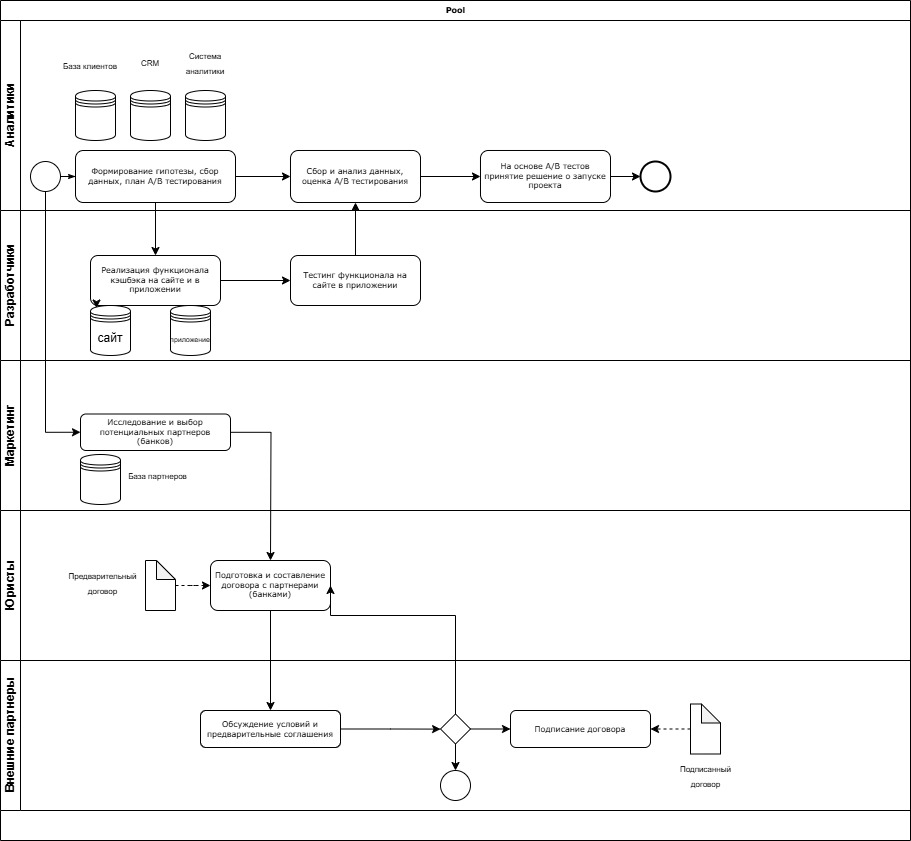 Pool
Аналитики
База клиентов
CRM
Система
аналитики
Формирование гипотезы, сбор
данных, план А/В тестирования
Сбор и анализ данных,
оценка А/В тестирования
На основе А/В тестов
принятие решение о запуске
проекта
Разработчики
Реализация функционала
кэшбэка на сайте и в
приложении
Тестинг функционала на
сайте в приложении
сайт
приложение
Маркетинг
Исследование и выбор
потенциальных партнеров
(банков)
База партнеров
Юристы
Предварительный
договор
Подготовка и составление
договора с партнерами
(банками)
Внешние партнеры
Обсуждение условий и
предварительные соглашения
Подписание договора
Подписанный
договор